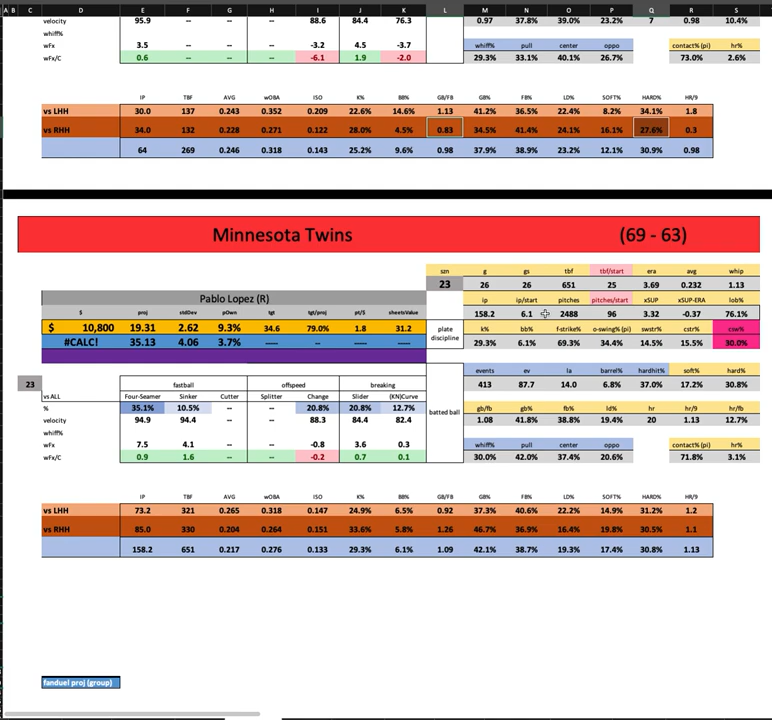 A B C D E F G H I J K L M N O P Q R S
velocity 95.9 -- -- 88.6 84.4 76.3 0.97 37.8% 39.0% 23.2% 7 0.98 10.4%
whiff%
wFx 3.5 -- -- -3.2 4.5 -3.7 whiff% pull center oppo contact% (pi) hr%
wFx/C 0.6 -- -- -6.1 1.9 -2.0 29.3% 33.1% 40.1% 26.7% 73.0% 2.6%
IP TBF AVG wOBA ISO K% BB% GB/FB GB% FB% LD% SOFT% HARD% HR/9
vs LHH 30.0 137 0.243 0.352 0.209 22.6% 14.6% 1.13 41.2% 36.5% 22.4% 8.2% 34.1% 1.8
vs RHH 34.0 132 0.228 0.271 0.122 28.0% 4.5% 0.83 34.5% 41.4% 24.1% 16.1% 27.6% 0.3
64 269 0.246 0.318 0.143 25.2% 9.6% 0.98 37.9% 38.9% 23.2% 12.1% 30.9% 0.98
Minnesota Twins (69 - 63)
szn g gs tbf tbf/start era avg whip
23 26 26 651 25 3.69 0.232 1.13
Pablo Lopez (R) ip ip/start pitches pitches/start xSUP xSUP-ERA lob%
$ proj stdDev pOwn tgt tgt/proj pt/$ sheetsValue 158.2 6.1 2488 96 3.32 -0.37 76.1%
$ 10,800 19.31 2.62 9.3% 34.6 79.0% 1.8 31.2 plate discipline k% bb% f-strike% o-swing% (pi) swstr% cstr% csw%
#CALC! 35.13 4.06 3.7% ---- -- ---- ---- 29.3% 6.1% 69.3% 34.4% 14.5% 15.5% 30.0%
events ev la barrel% hardhit% soft% hard%
23 fastball offspeed breaking 413 87.7 14.0 6.8% 37.0% 17.2% 30.8%
vs ALL Four-Seamer Sinker Cutter Splitter Change Slider (KN)Curve
% 35.1% 10.5% -- -- 20.8% 20.8% 12.7% batted ball gb/fb gb% fb% ld% hr hr/9 hr/fb
velocity 94.9 94.4 -- -- 88.3 84.4 82.4 1.08 41.8% 38.8% 19.4% 20 1.13 12.7%
whiff%
wFx 7.5 4.1 -- -- -0.8 3.6 0.3 whiff% pull center oppo contact% (pi) hr%
wFx/C 0.9 1.6 -- -- -0.2 0.7 0.1 30.0% 42.0% 37.4% 20.6% 71.8% 3.1%
IP TBF AVG wOBA ISO K% BB% GB/FB GB% FB% LD% SOFT% HARD% HR/9
vs LHH 73.2 321 0.265 0.318 0.147 24.9% 6.5% 0.92 37.3% 40.6% 22.2% 14.9% 31.2% 1.2
vs RHH 85.0 330 0.204 0.264 0.151 33.6% 5.8% 1.26 46.7% 36.9% 16.4% 19.8% 30.5% 1.1
158.2 651 0.217 0.276 0.133 29.3% 6.1% 1.09 42.1% 38.7% 19.3% 17.4% 30.8% 1.13
fanduel proj (group)